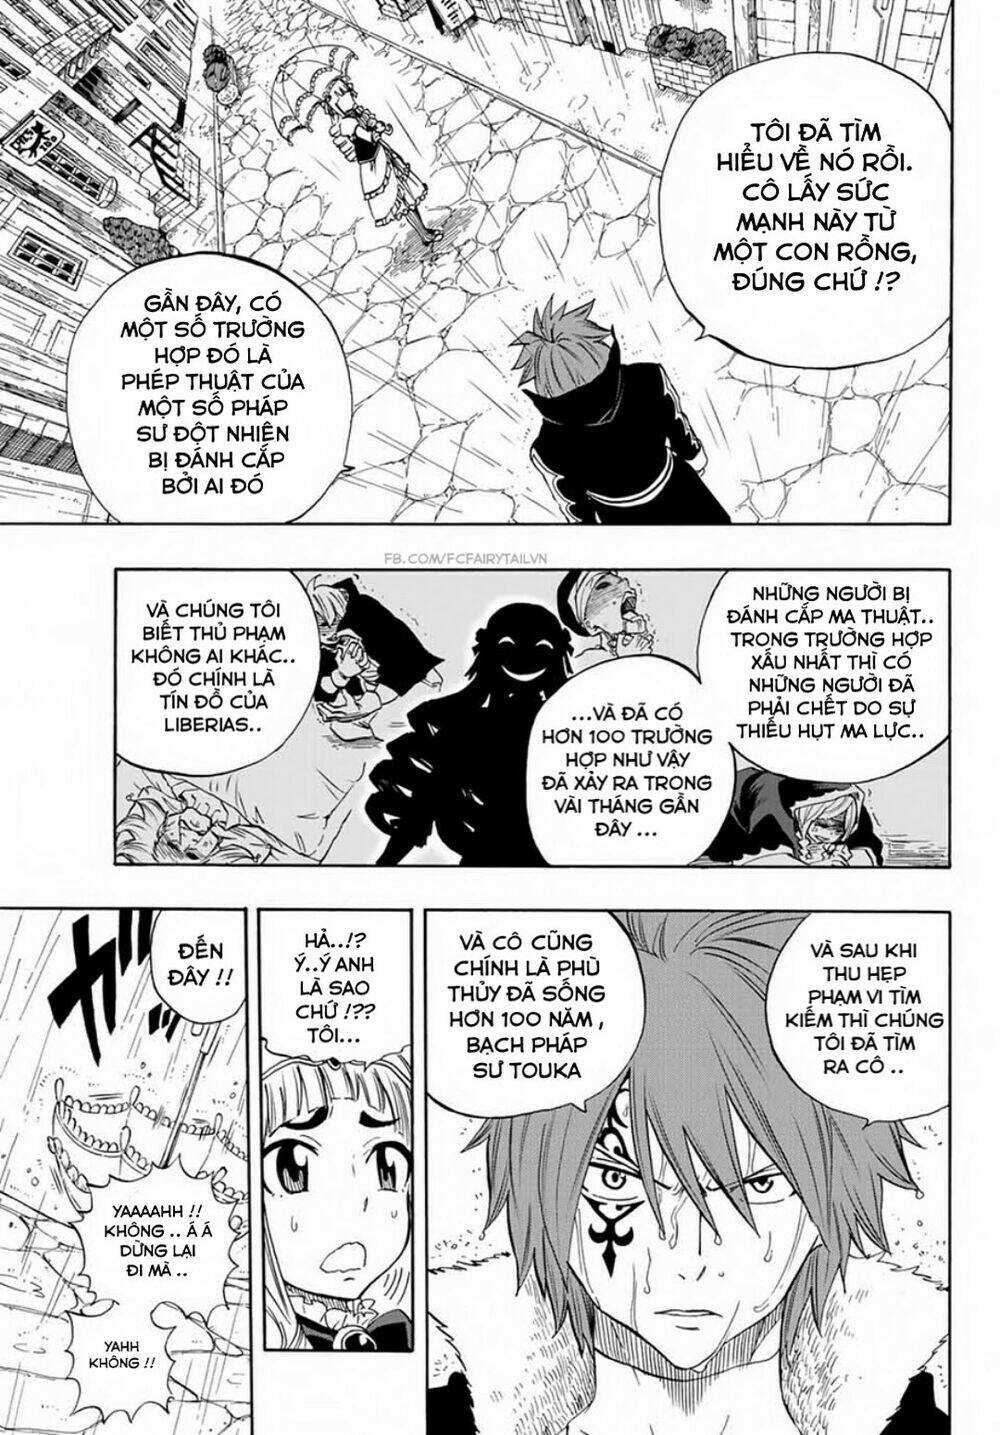 TÔI ĐÃ TÌM
HIỂU VỀ NÓ RỒI.
CÔ LẤY SỨC
MẠNH NÀY TỪ
MỘT CON RỒNG,
ĐÚNG CHỨ !?
GẦN ĐÂY, CÓ
MỘT SỐ TRƯỜNG
HỢP ĐÓ LÀ
PHÉP THUẬT CỦA
MỘT SỐ PHÁP
SƯ ĐỘT NHIÊN
BỊ ĐÁNH CẮP
BỞI AI ĐÓ
FB.COM/FCFAIRYTAILVN
NHỮNG NGƯỜI BỊ
ĐÁNH CẮP MA THUẬT..
TRONG TRƯỜNG HỢP
XẤU NHẤT THÌ CÓ
NHỮNG NGƯỜI ĐÃ
PHẢI CHẾT DO SỰ
THIẾU HỤT MA LỰC..
...VÀ ĐÃ CÓ
HƠN 100 TRƯỜNG
HỢP NHƯ VẬY
ĐÃ XẢY RA TRONG
VÀI THÁNG GẦN
ĐÂY ...
VÀ CHÚNG TÔI
BIẾT THỦ PHẠM
KHÔNG AI KHÁC..
ĐÓ CHÍNH LÀ
TÍN ĐỒ CỦA
LIBERIAS..
VÀ SAU KHI
THU HẸP
PHẠM VI TÌM
KIẾM THÌ CHÚNG
TÔI ĐÃ TÌM
RA CÔ ..
VÀ CÔ CŨNG
CHÍNH LÀ PHÙ
THỦY ĐÃ SỐNG
HƠN 100 NĂM ,
BẠCH PHÁP
SƯ TOUKA
HẢ..!?
Ý..Ý ANH
LÀ SAO
CHỨ !??
TÔI...
ĐẾN
ĐÂY !!
YAAAAHH !!
KHÔNG .. Á Á
DỪNG LẠI
ĐI MÀ ..
YAHH
KHÔNG !!